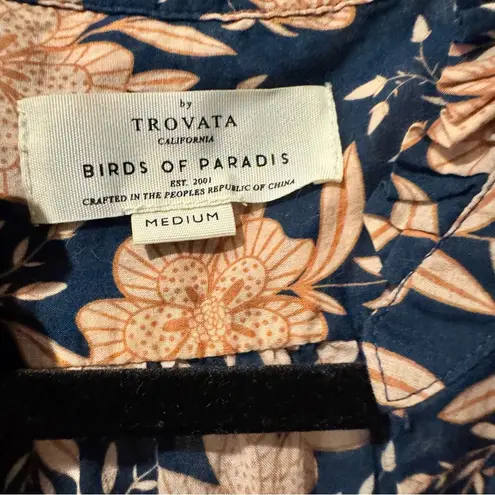 by
TROVATA
CALIFORNIA
BIRDS OF PARADIS
EST. 2001
CRAFTED IN THE PEOPLES REPUBLIC OF CHINA
MEDIUM